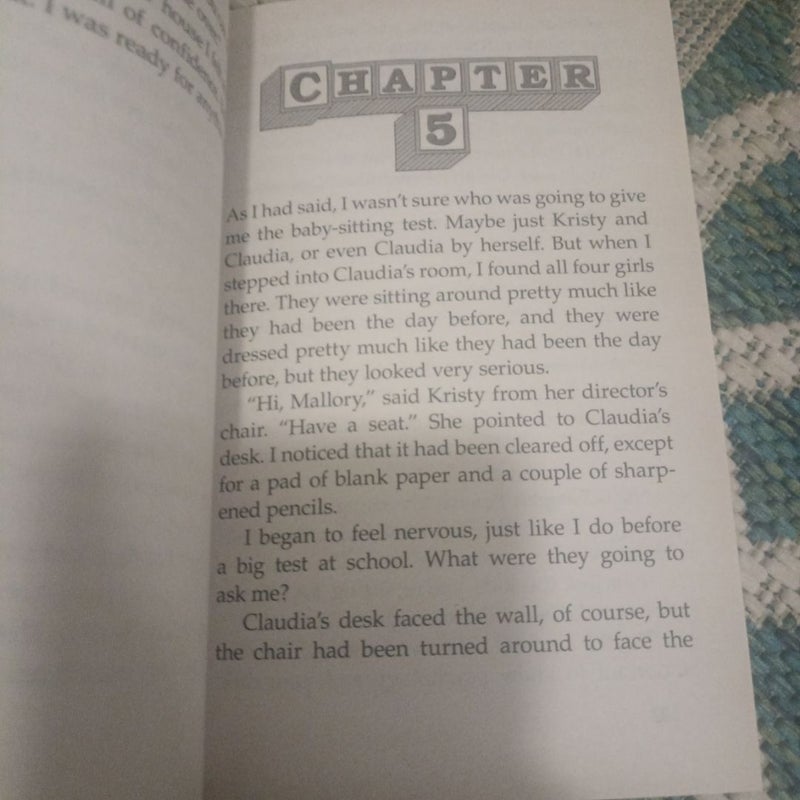 house I
of confidence
. I was ready for
CHAPTER
5
As I had said, I wasn't sure who was going to give
me the baby-sitting test. Maybe just Kristy and
Claudia, or even Claudia by herself. But when I
stepped into Claudia's room, I found all four girls
there. They were sitting around pretty much like
they had been the day before, and they were
dressed pretty much like they had been the day
before, but they looked very serious.
"Hi, Mallory," said Kristy from her director's
chair. "Have a seat." She pointed to Claudia's
desk. I noticed that it had been cleared off, except
for a pad of blank paper and a couple of sharp-
ened pencils.
I began to feel nervous, just like I do before
a big test at school. What were they going to
ask me?
Claudia's desk faced the wall, of course, but
the chair had been turned around to face the